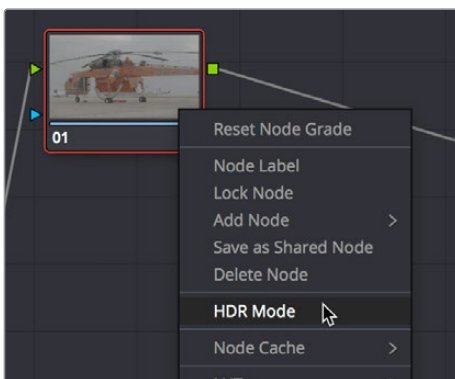 01
Reset Node Grade
Node Label
Lock Node
Add Node >
Save as Shared Node
Delete Node
HDR Mode
Node Cache >